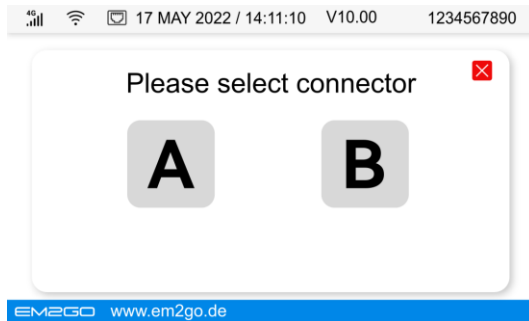 4G 17 MAY 2022 / 14:11:10 V10.00 1234567890
Please select connector
A B
EM2GO www.em2go.de